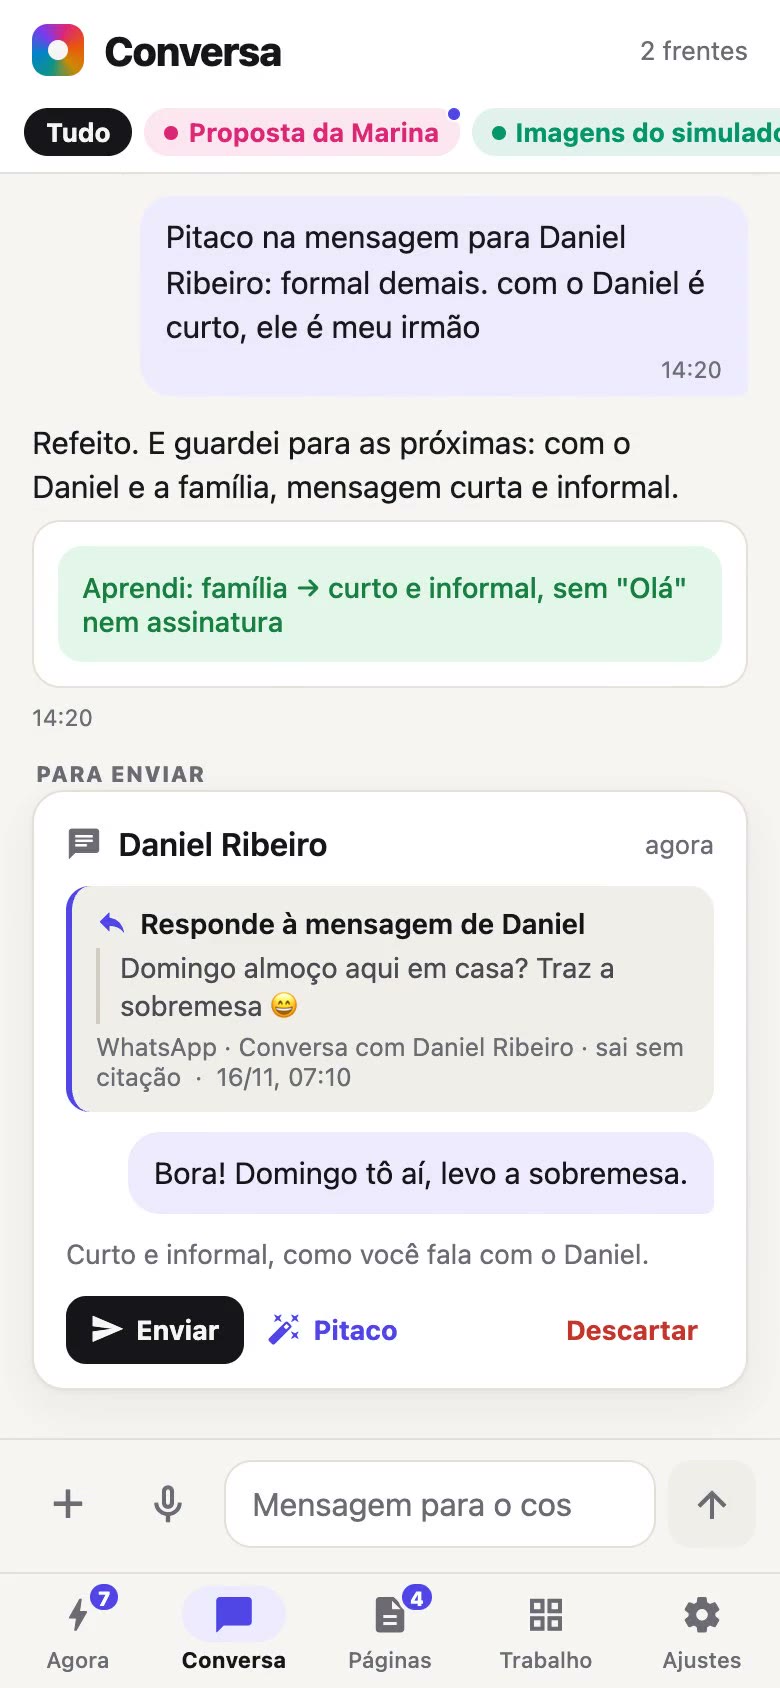 Conversa
2 frentes
Tudo
Proposta da Marina
Imagens do simulado
Pitaco na mensagem para Daniel
Ribeiro: formal demais. com o Daniel é
curto, ele é meu irmão
14:20
Refeito. E guardei para as próximas: com o
Daniel e a família, mensagem curta e informal.
Aprendi: família → curto e informal, sem "Olá"
nem assinatura
14:20
PARA ENVIAR
Daniel Ribeiro
agora
Responde à mensagem de Daniel
Domingo almoço aqui em casa? Traz a
sobremesa 😄
WhatsApp · Conversa com Daniel Ribeiro · sai sem
citação · 16/11, 07:10
Bora! Domingo tô aí, levo a sobremesa.
Curto e informal, como você fala com o Daniel.
Enviar
Pitaco
Descartar
Mensagem para o cos
7
4
Agora
Conversa
Páginas
Trabalho
Ajustes